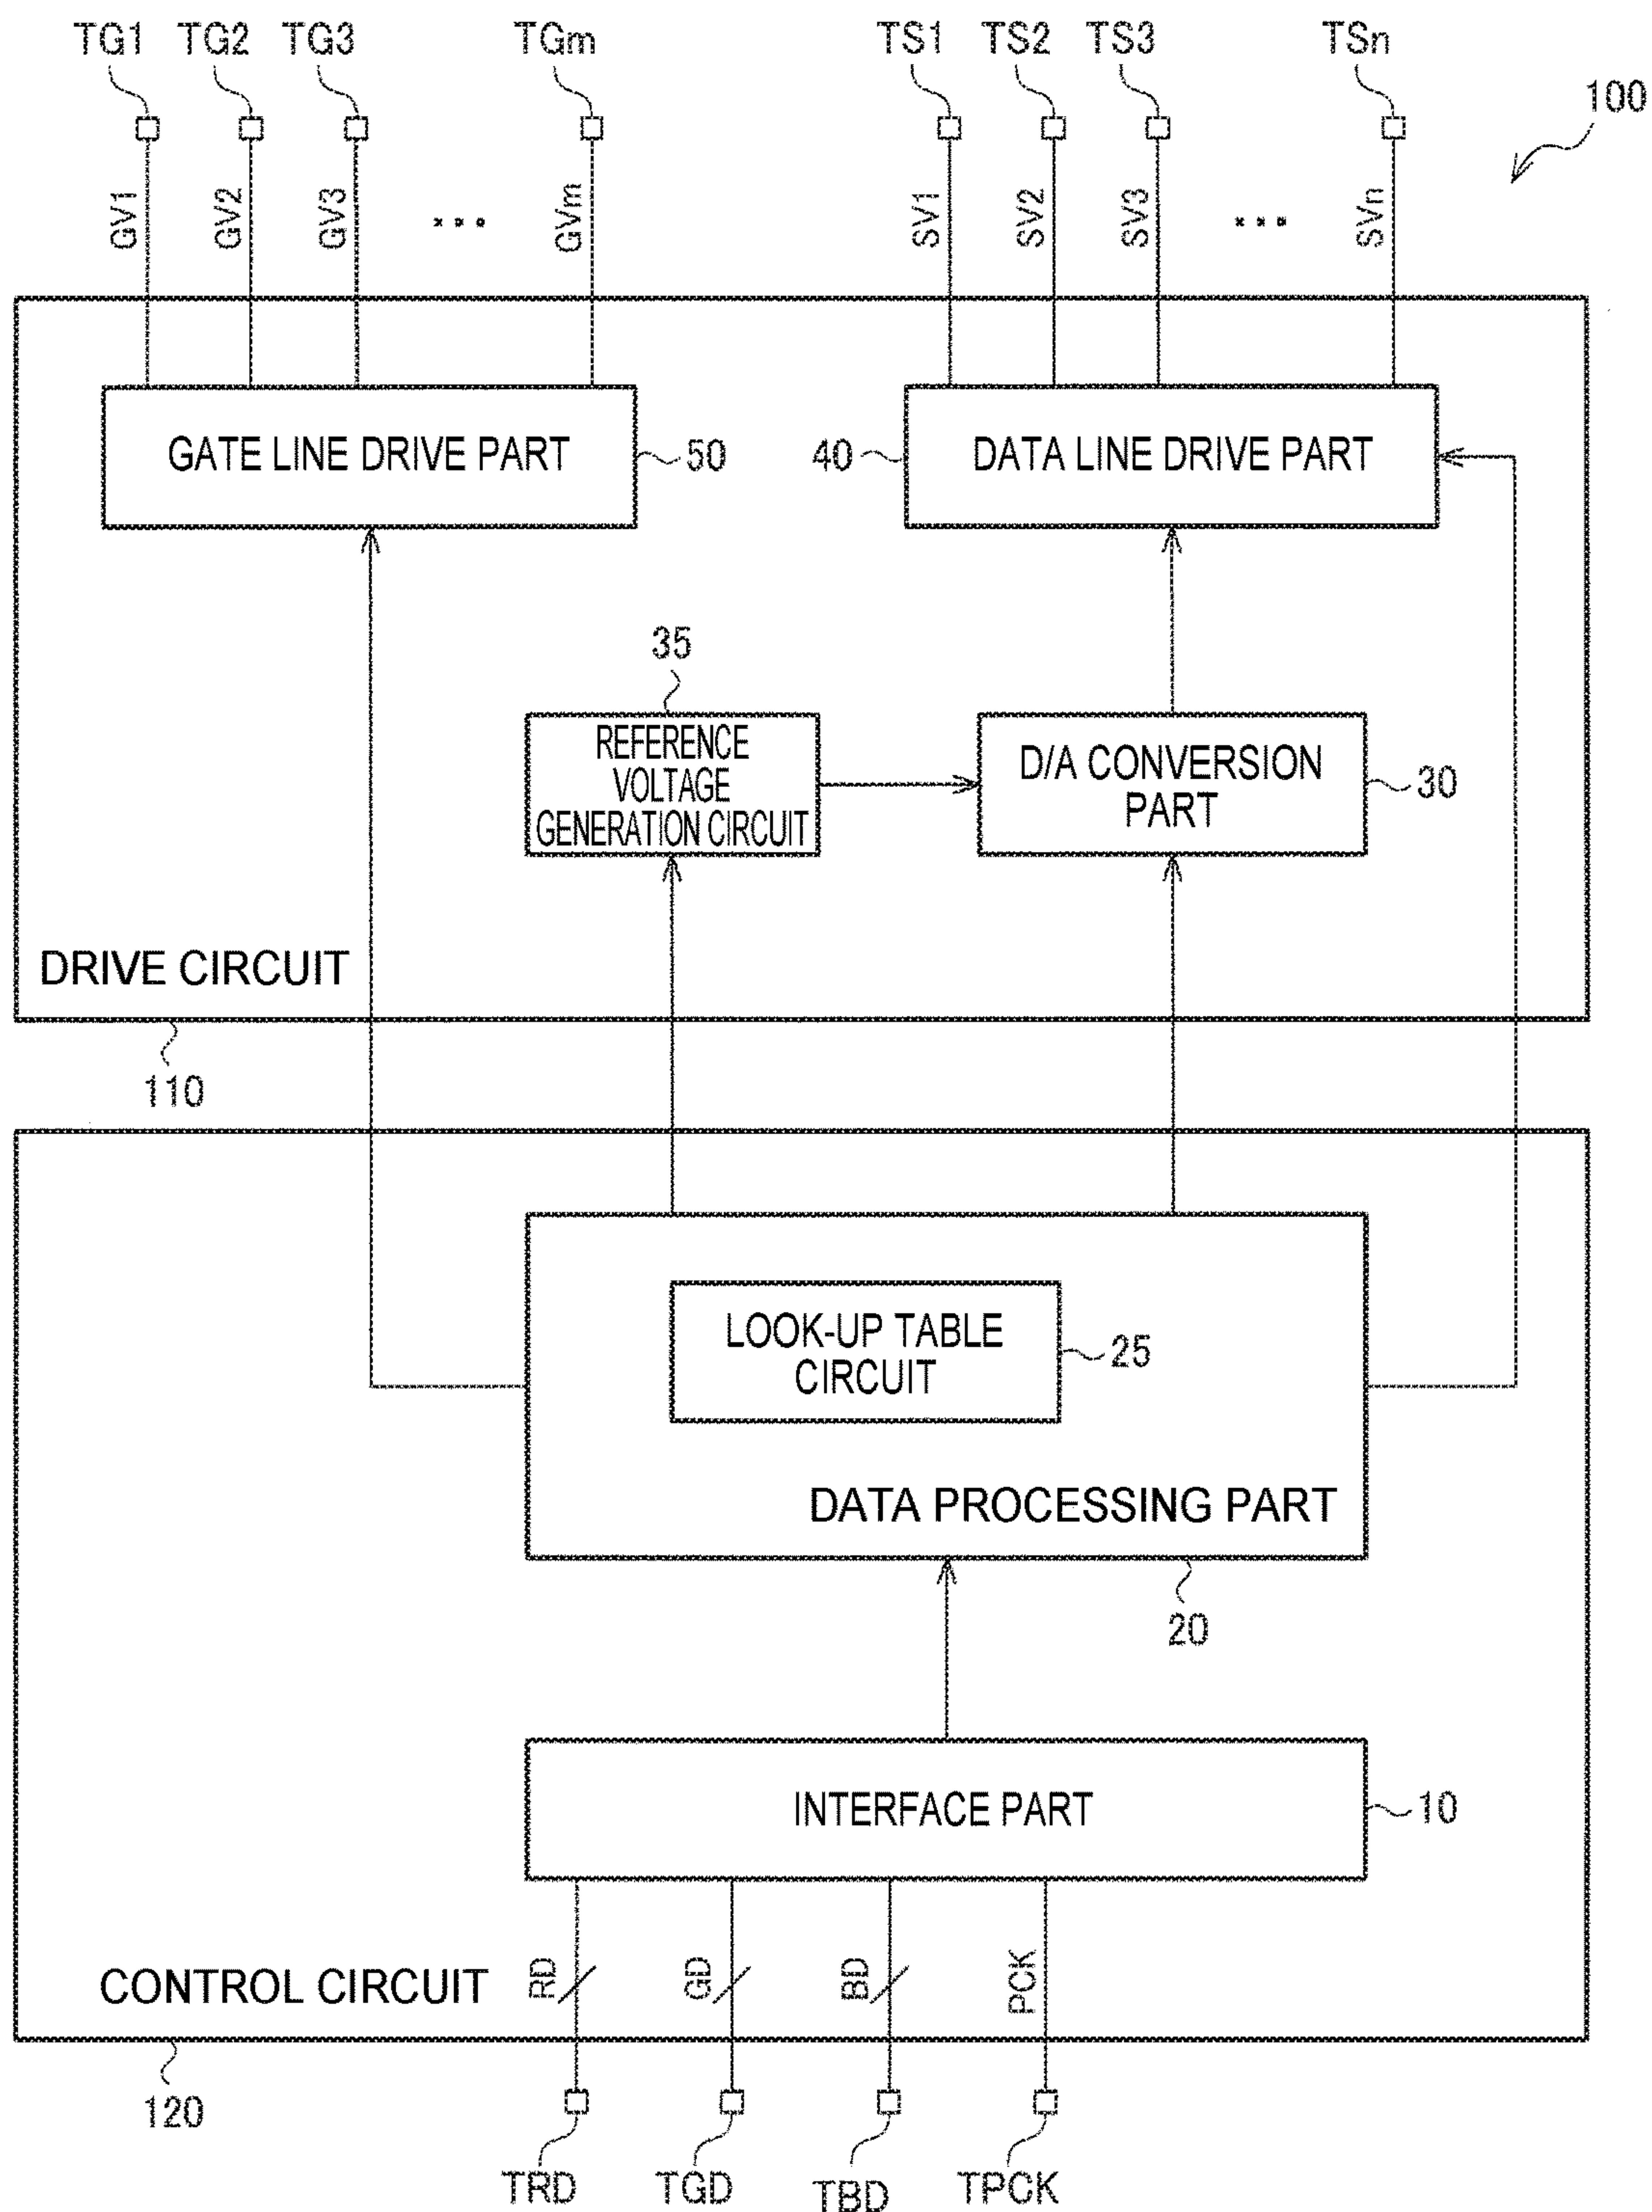 TG1 TG2 TG3 TGm TS1 TS2 TS3 TSn
100
GV1 GV2 GV3 ... GVm SV1 SV2 SV3 ... SVn
GATE LINE DRIVE PART 50 40 DATA LINE DRIVE PART
35
REFERENCE
VOLTAGE
GENERATION CIRCUIT
D/A CONVERSION
PART
30
DRIVE CIRCUIT
110
LOOK-UP TABLE
CIRCUIT
25
DATA PROCESSING PART
20
INTERFACE PART 10
RD GD BD PCK
CONTROL CIRCUIT
120
TRD TGD TBD TPCK